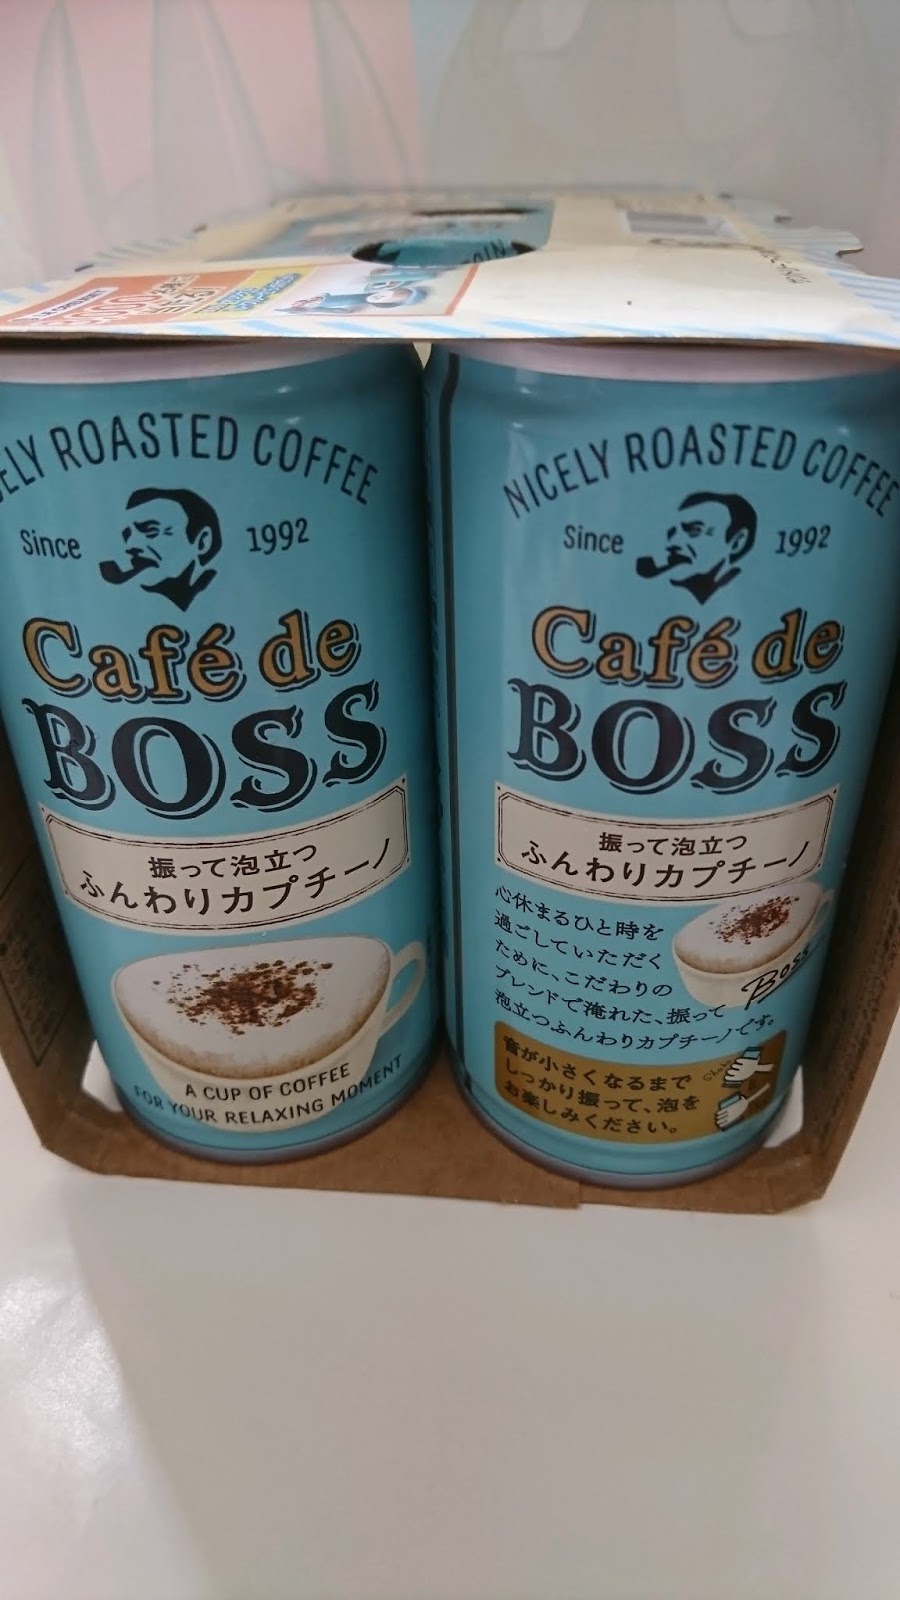 ELY ROASTED COFFEE
Since 1992
Café de
BOSS
振って泡立つ
ふんわりカプチーノ
A CUP OF COFFEE
FOR YOUR RELAXING MOMENT
NICELY ROASTED COFFEE
Since 1992
Café de
BOSS
振って泡立つ
ふんわりカプチーノ
心休まるひと時を
過ごしていただく
ために、こだわりの
ブレンドで淹れた、振って
泡立つふんわりカプチーノです。
BOSS
音が小さくなるまで
しっかり振って、泡を
お楽しみください。